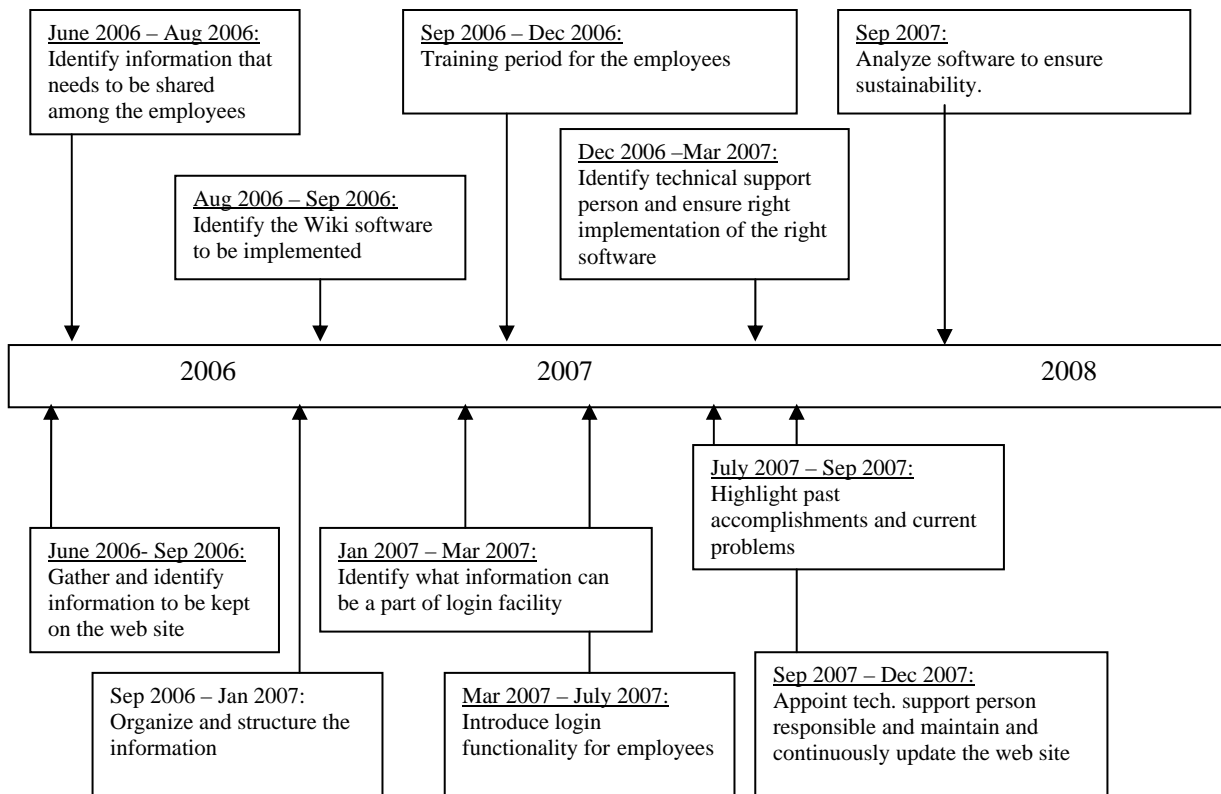 June 2006 – Aug 2006:
Identify information that
needs to be shared
among the employees
Sep 2006 – Dec 2006:
Training period for the employees
Sep 2007:
Analyze software to ensure
sustainability.
Aug 2006 – Sep 2006:
Identify the Wiki software
to be implemented
Dec 2006 –Mar 2007:
Identify technical support
person and ensure right
implementation of the right
software
2006
2007
2008
June 2006- Sep 2006:
Gather and identify
information to be kept
on the web site
Jan 2007 – Mar 2007:
Identify what information can
be a part of login facility
July 2007 – Sep 2007:
Highlight past
accomplishments and current
problems
Sep 2006 – Jan 2007:
Organize and structure the
information
Mar 2007 – July 2007:
Introduce login
functionality for employees
Sep 2007 – Dec 2007:
Appoint tech. support person
responsible and maintain and
continuously update the web site